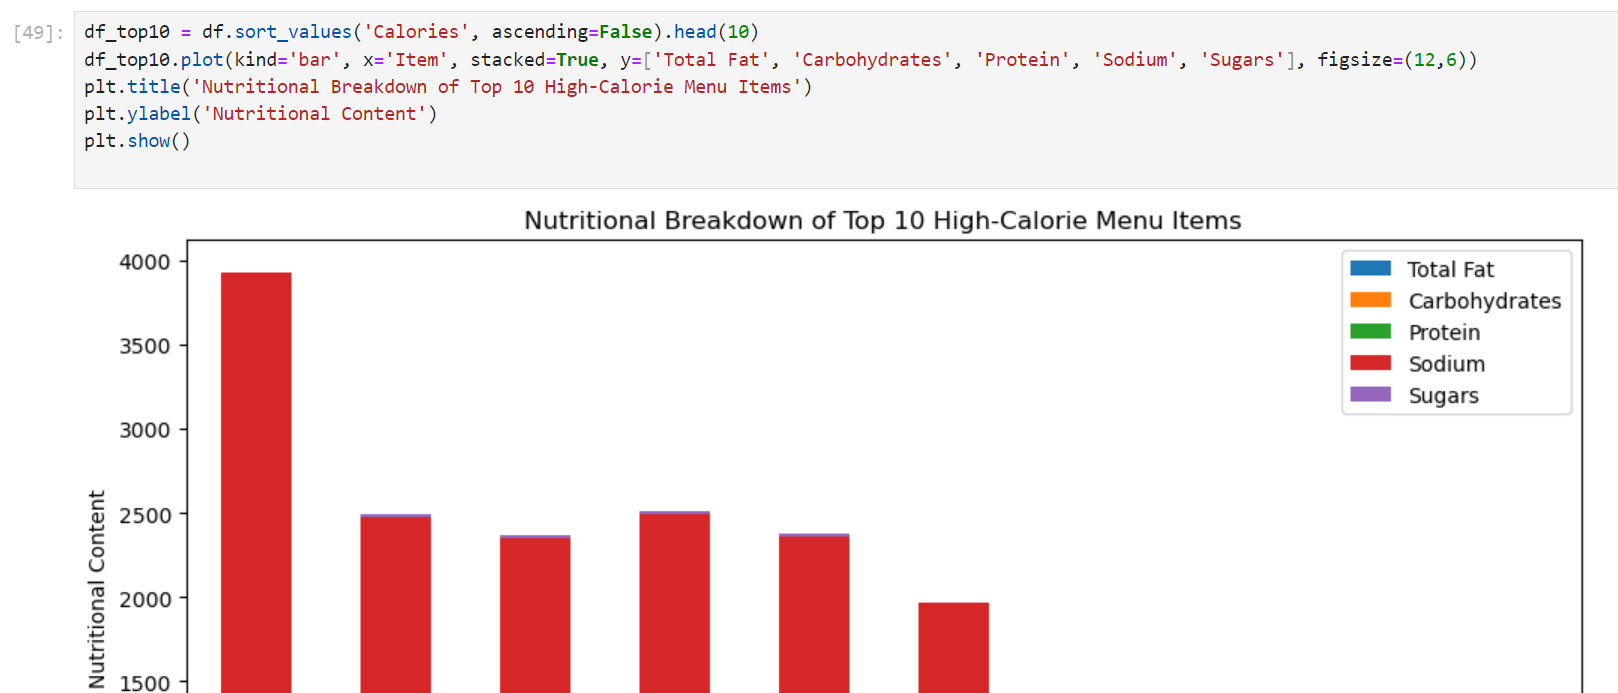 [49]:
df_top10 = df.sort_values('Calories', ascending=False).head(10)
df_top10.plot(kind='bar', x='Item', stacked=True, y=['Total Fat', 'Carbohydrates', 'Protein', 'Sodium', 'Sugars'], figsize=(12,6))
plt.title('Nutritional Breakdown of Top 10 High-Calorie Menu Items')
plt.ylabel('Nutritional Content')
plt.show()
Nutritional Breakdown of Top 10 High-Calorie Menu Items
4000
3500
3000
2500
2000
1500
Nutritional Content
Total Fat
Carbohydrates
Protein
Sodium
Sugars